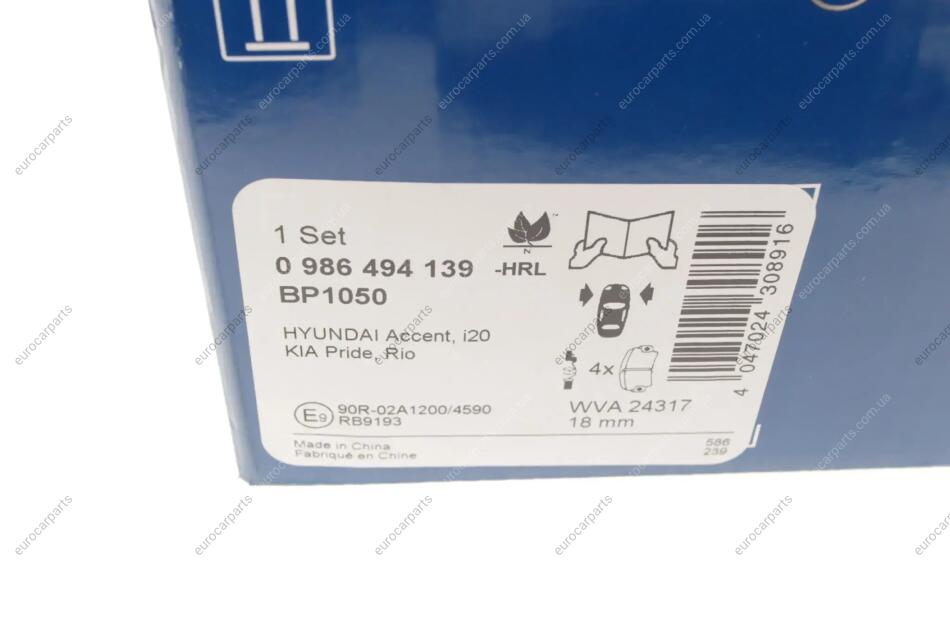 1 Set
0 986 494 139 -HRL
BP1050
HYUNDAI Accent, i20
KIA Pride, Rio
4x
E9 90R-02A1200/4590
RB9193
WVA 24317
18 mm
Made in China
Fabriqué en Chine
586
239
4 047024 308916
eurocarparts
eurocarparts.com.ua